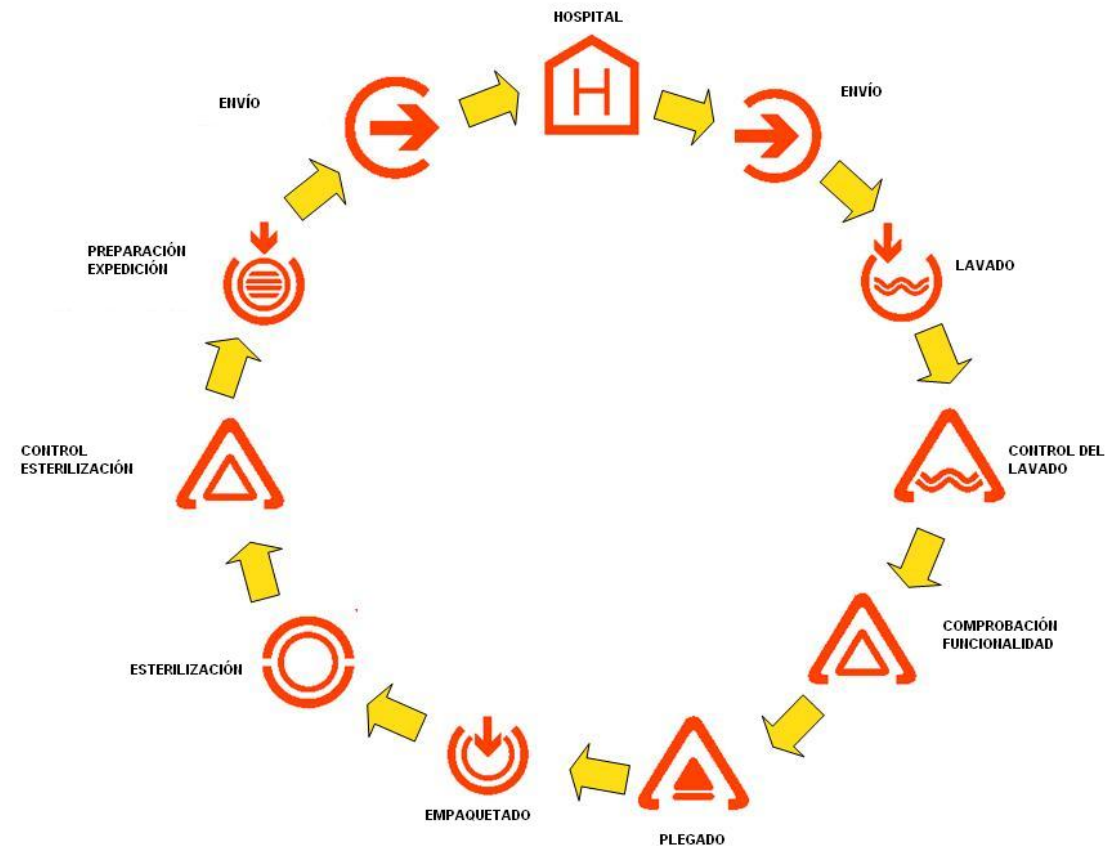 HOSPITAL
H
ENVÍO
LAVADO
CONTROL DEL
LAVADO
COMPROBACIÓN
FUNCIONALIDAD
PLEGADO
EMPAQUETADO
ESTERILIZACIÓN
CONTROL
ESTERILIZACIÓN
PREPARACIÓN
EXPEDICIÓN
ENVÍO